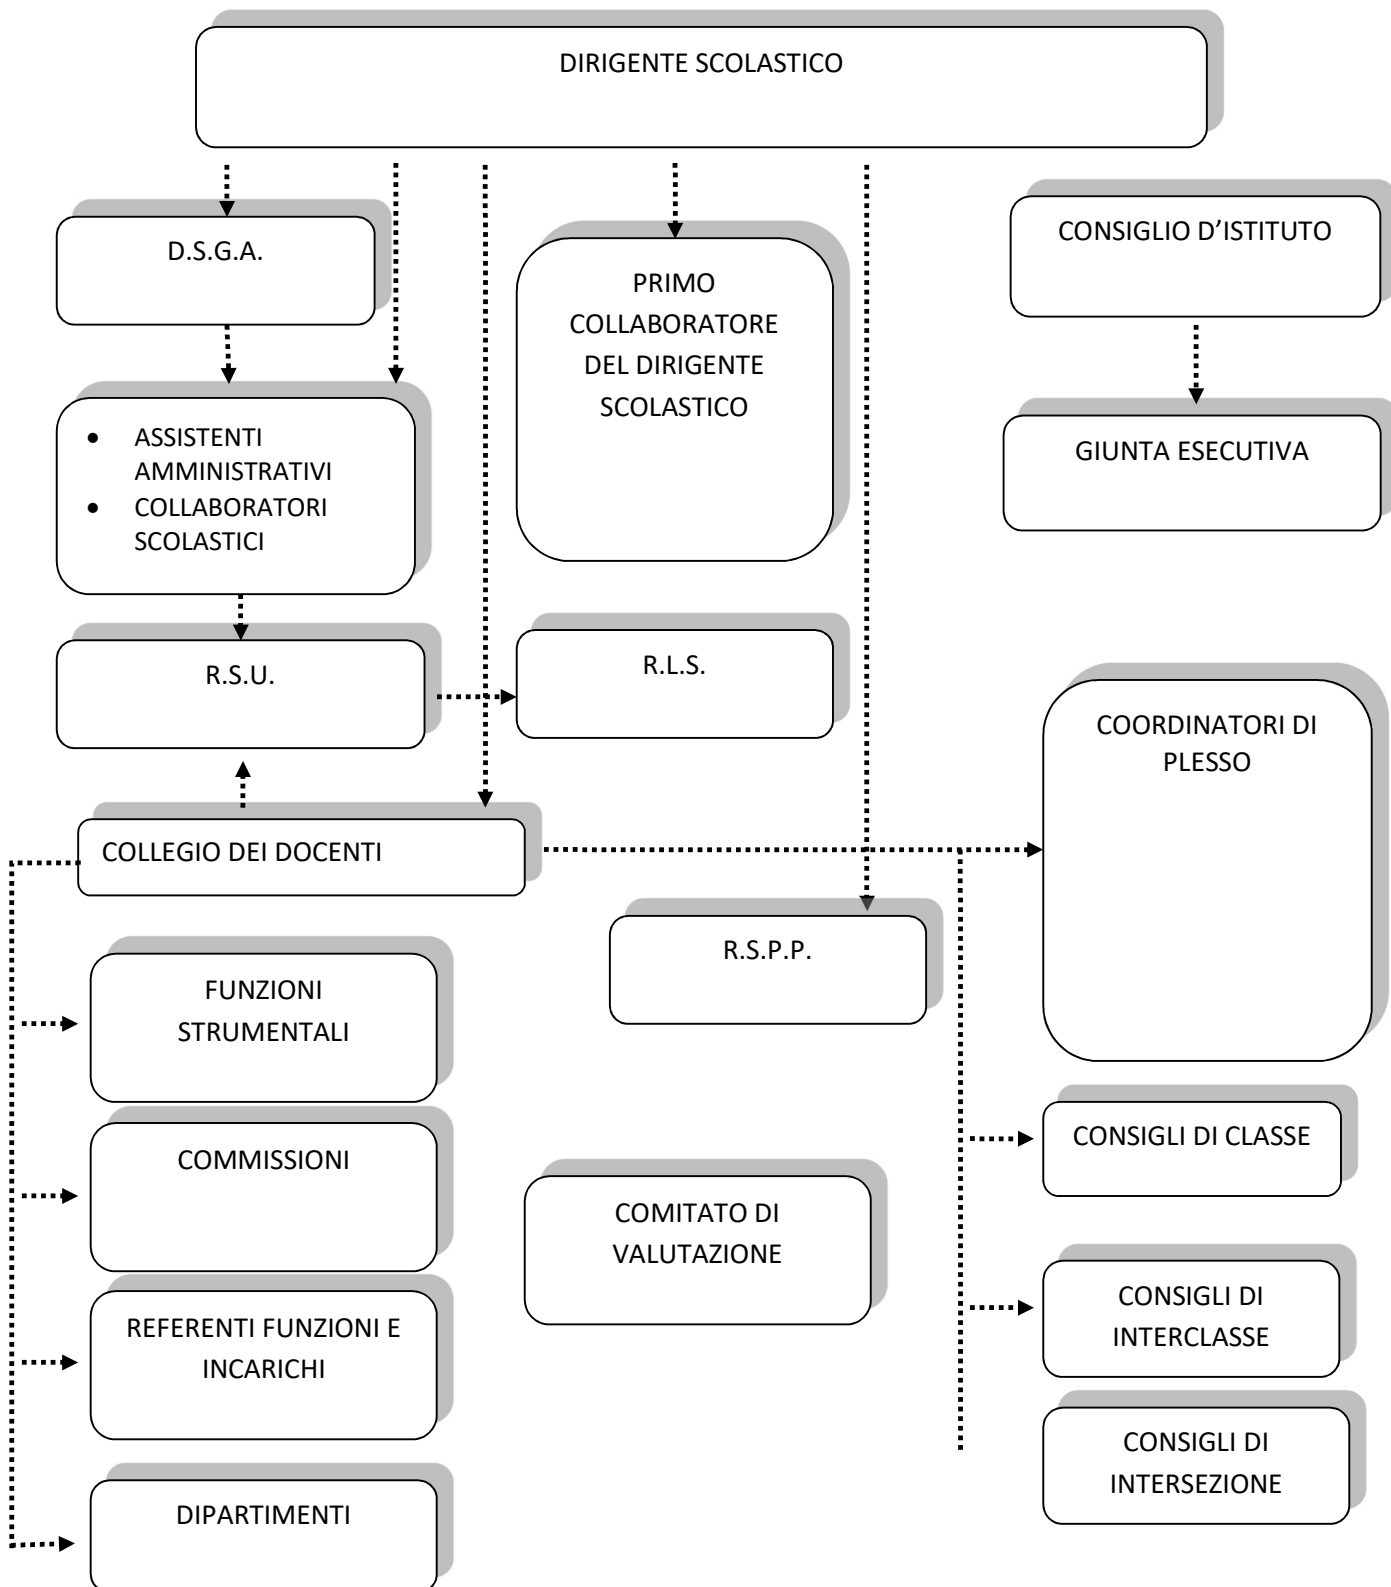 DIRIGENTE SCOLASTICO
D.S.G.A.
PRIMO
COLLABORATORE
DEL DIRIGENTE
SCOLASTICO
CONSIGLIO D’ISTITUTO
GIUNTA ESECUTIVA
• ASSISTENTI
AMMINISTRATIVI
• COLLABORATORI
SCOLASTICI
R.S.U.
R.L.S.
COORDINATORI DI
PLESSO
COLLEGIO DEI DOCENTI
R.S.P.P.
FUNZIONI
STRUMENTALI
COMMISSIONI
COMITATO DI
VALUTAZIONE
CONSIGLI DI CLASSE
REFERENTI FUNZIONI E
INCARICHI
CONSIGLI DI
INTERCLASSE
CONSIGLI DI
INTERSEZIONE
DIPARTIMENTI